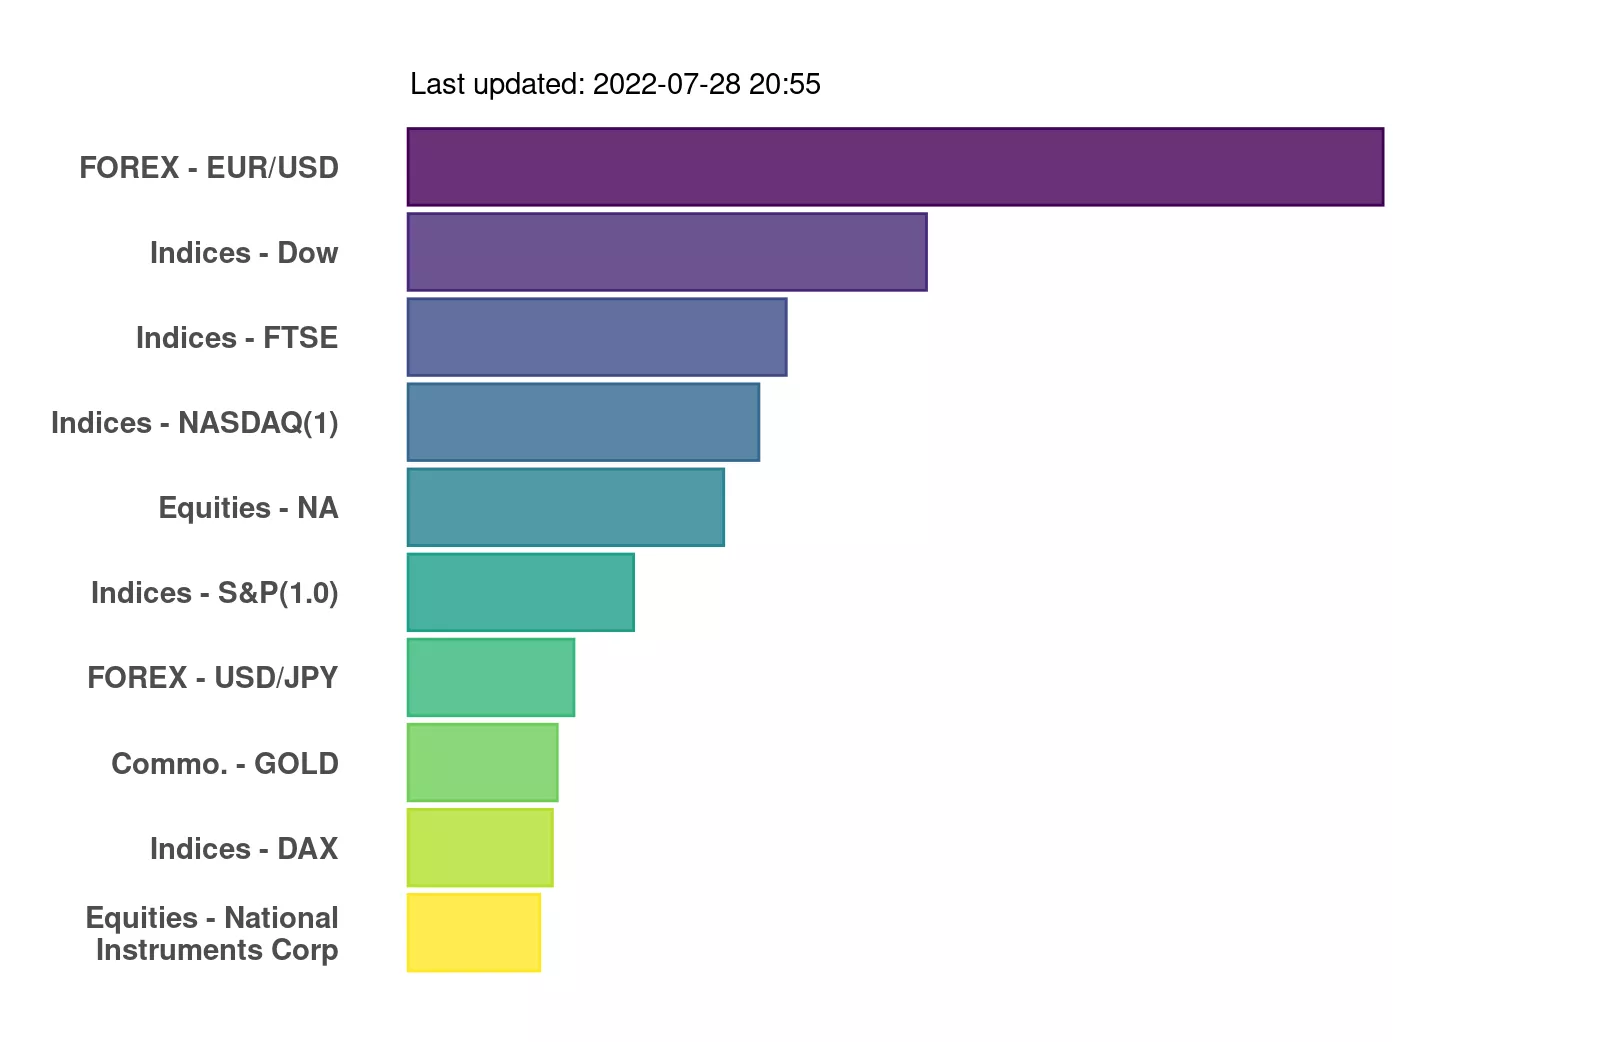 Last updated: 2022-07-28 20:55
FOREX - EUR/USD
Indices - Dow
Indices - FTSE
Indices - NASDAQ(1)
Equities - NA
Indices - S&P(1.0)
FOREX - USD/JPY
Commo. - GOLD
Indices - DAX
Equities - National
Instruments Corp